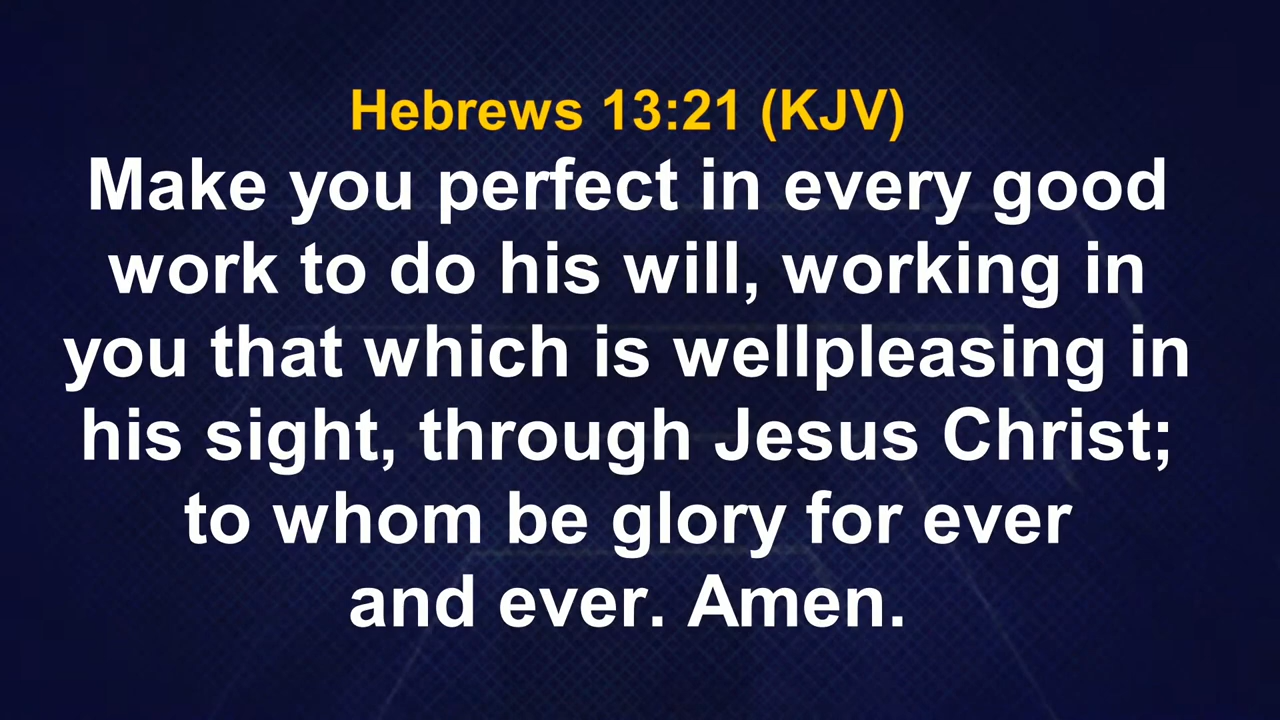 Hebrews 13:21 (KJV)
Make you perfect in every good
work to do his will, working in
you that which is wellpleasing in
his sight, through Jesus Christ;
to whom be glory for ever
and ever. Amen.